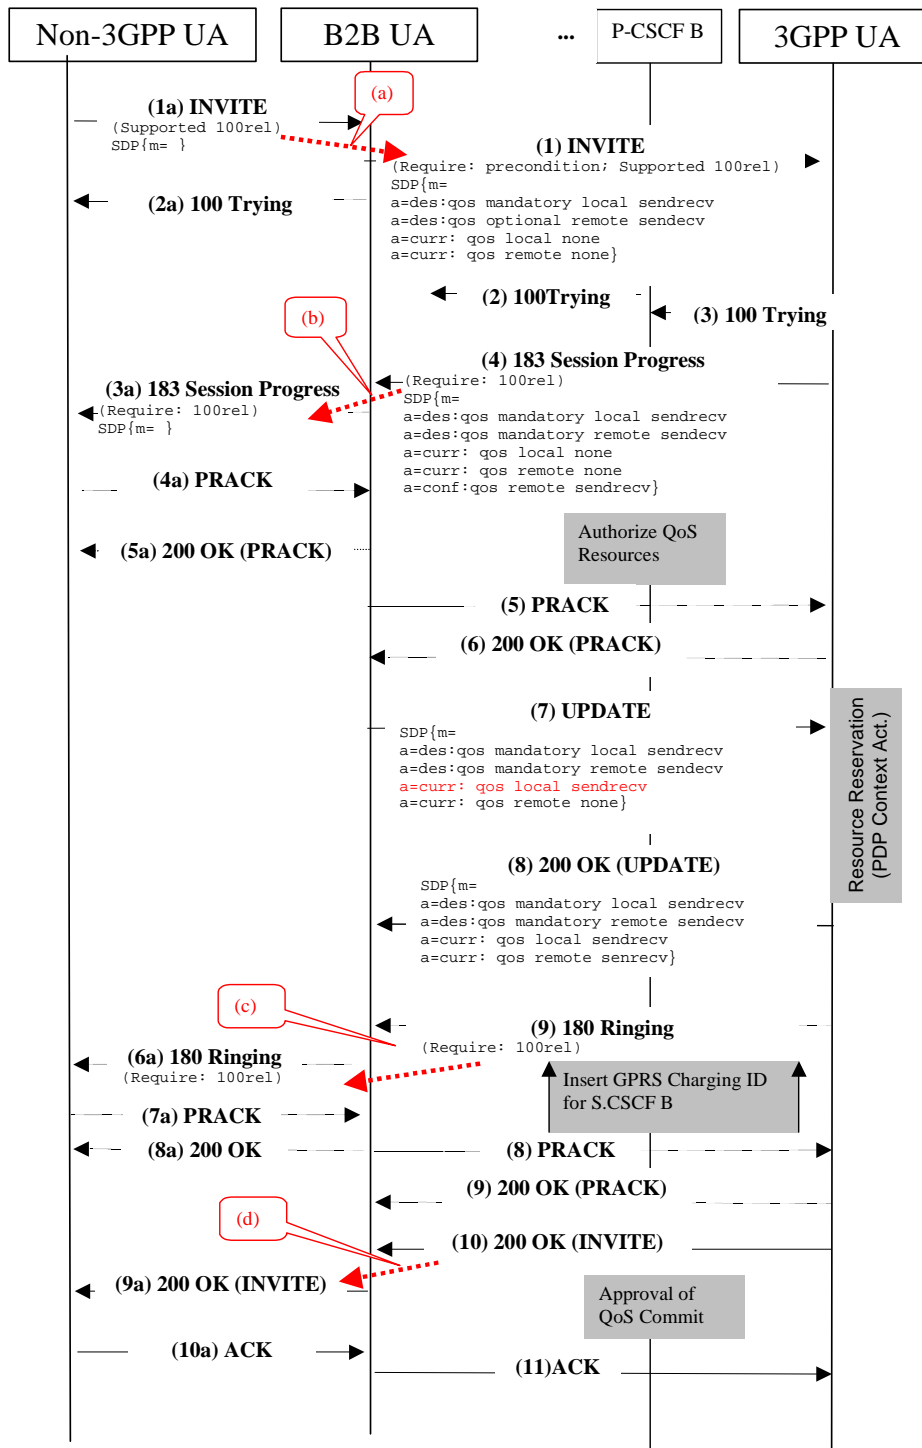 Non-3GPP UA
B2B UA
...
P-CSCF B
3GPP UA
(a)
(1a) INVITE
(Supported 100rel)
SDP{m= }
(1) INVITE
(Require: precondition; Supported 100rel)
SDP{m=
a=des:qos mandatory local sendrecv
a=des:qos optional remote sendecv
a=curr: qos local none
a=curr: qos remote none}
(2a) 100 Trying
(2) 100Trying
(3) 100 Trying
(b)
(4) 183 Session Progress
(Require: 100rel)
SDP{m=
a=des:qos mandatory local sendrecv
a=des:qos mandatory remote sendecv
a=curr: qos local none
a=curr: qos remote none
a=conf:qos remote sendrecv}
(3a) 183 Session Progress
(Require: 100rel)
SDP{m= }
(4a) PRACK
Authorize QoS
Resources
(5a) 200 OK (PRACK)
(5) PRACK
(6) 200 OK (PRACK)
(7) UPDATE
SDP{m=
a=des:qos mandatory local sendrecv
a=des:qos mandatory remote sendecv
a=curr: qos local sendrecv
a=curr: qos remote none}
Resource Reservation
(PDP Context Act.)
(8) 200 OK (UPDATE)
SDP{m=
a=des:qos mandatory local sendrecv
a=des:qos mandatory remote sendecv
a=curr: qos local sendrecv
a=curr: qos remote senrecv}
(c)
(9) 180 Ringing
(Require: 100rel)
(6a) 180 Ringing
(Require: 100rel)
Insert GPRS Charging ID
for S.CSCF B
(7a) PRACK
(8a) 200 OK
(8) PRACK
(9) 200 OK (PRACK)
(d)
(10) 200 OK (INVITE)
(9a) 200 OK (INVITE)
Approval of
QoS Commit
(10a) ACK
(11)ACK